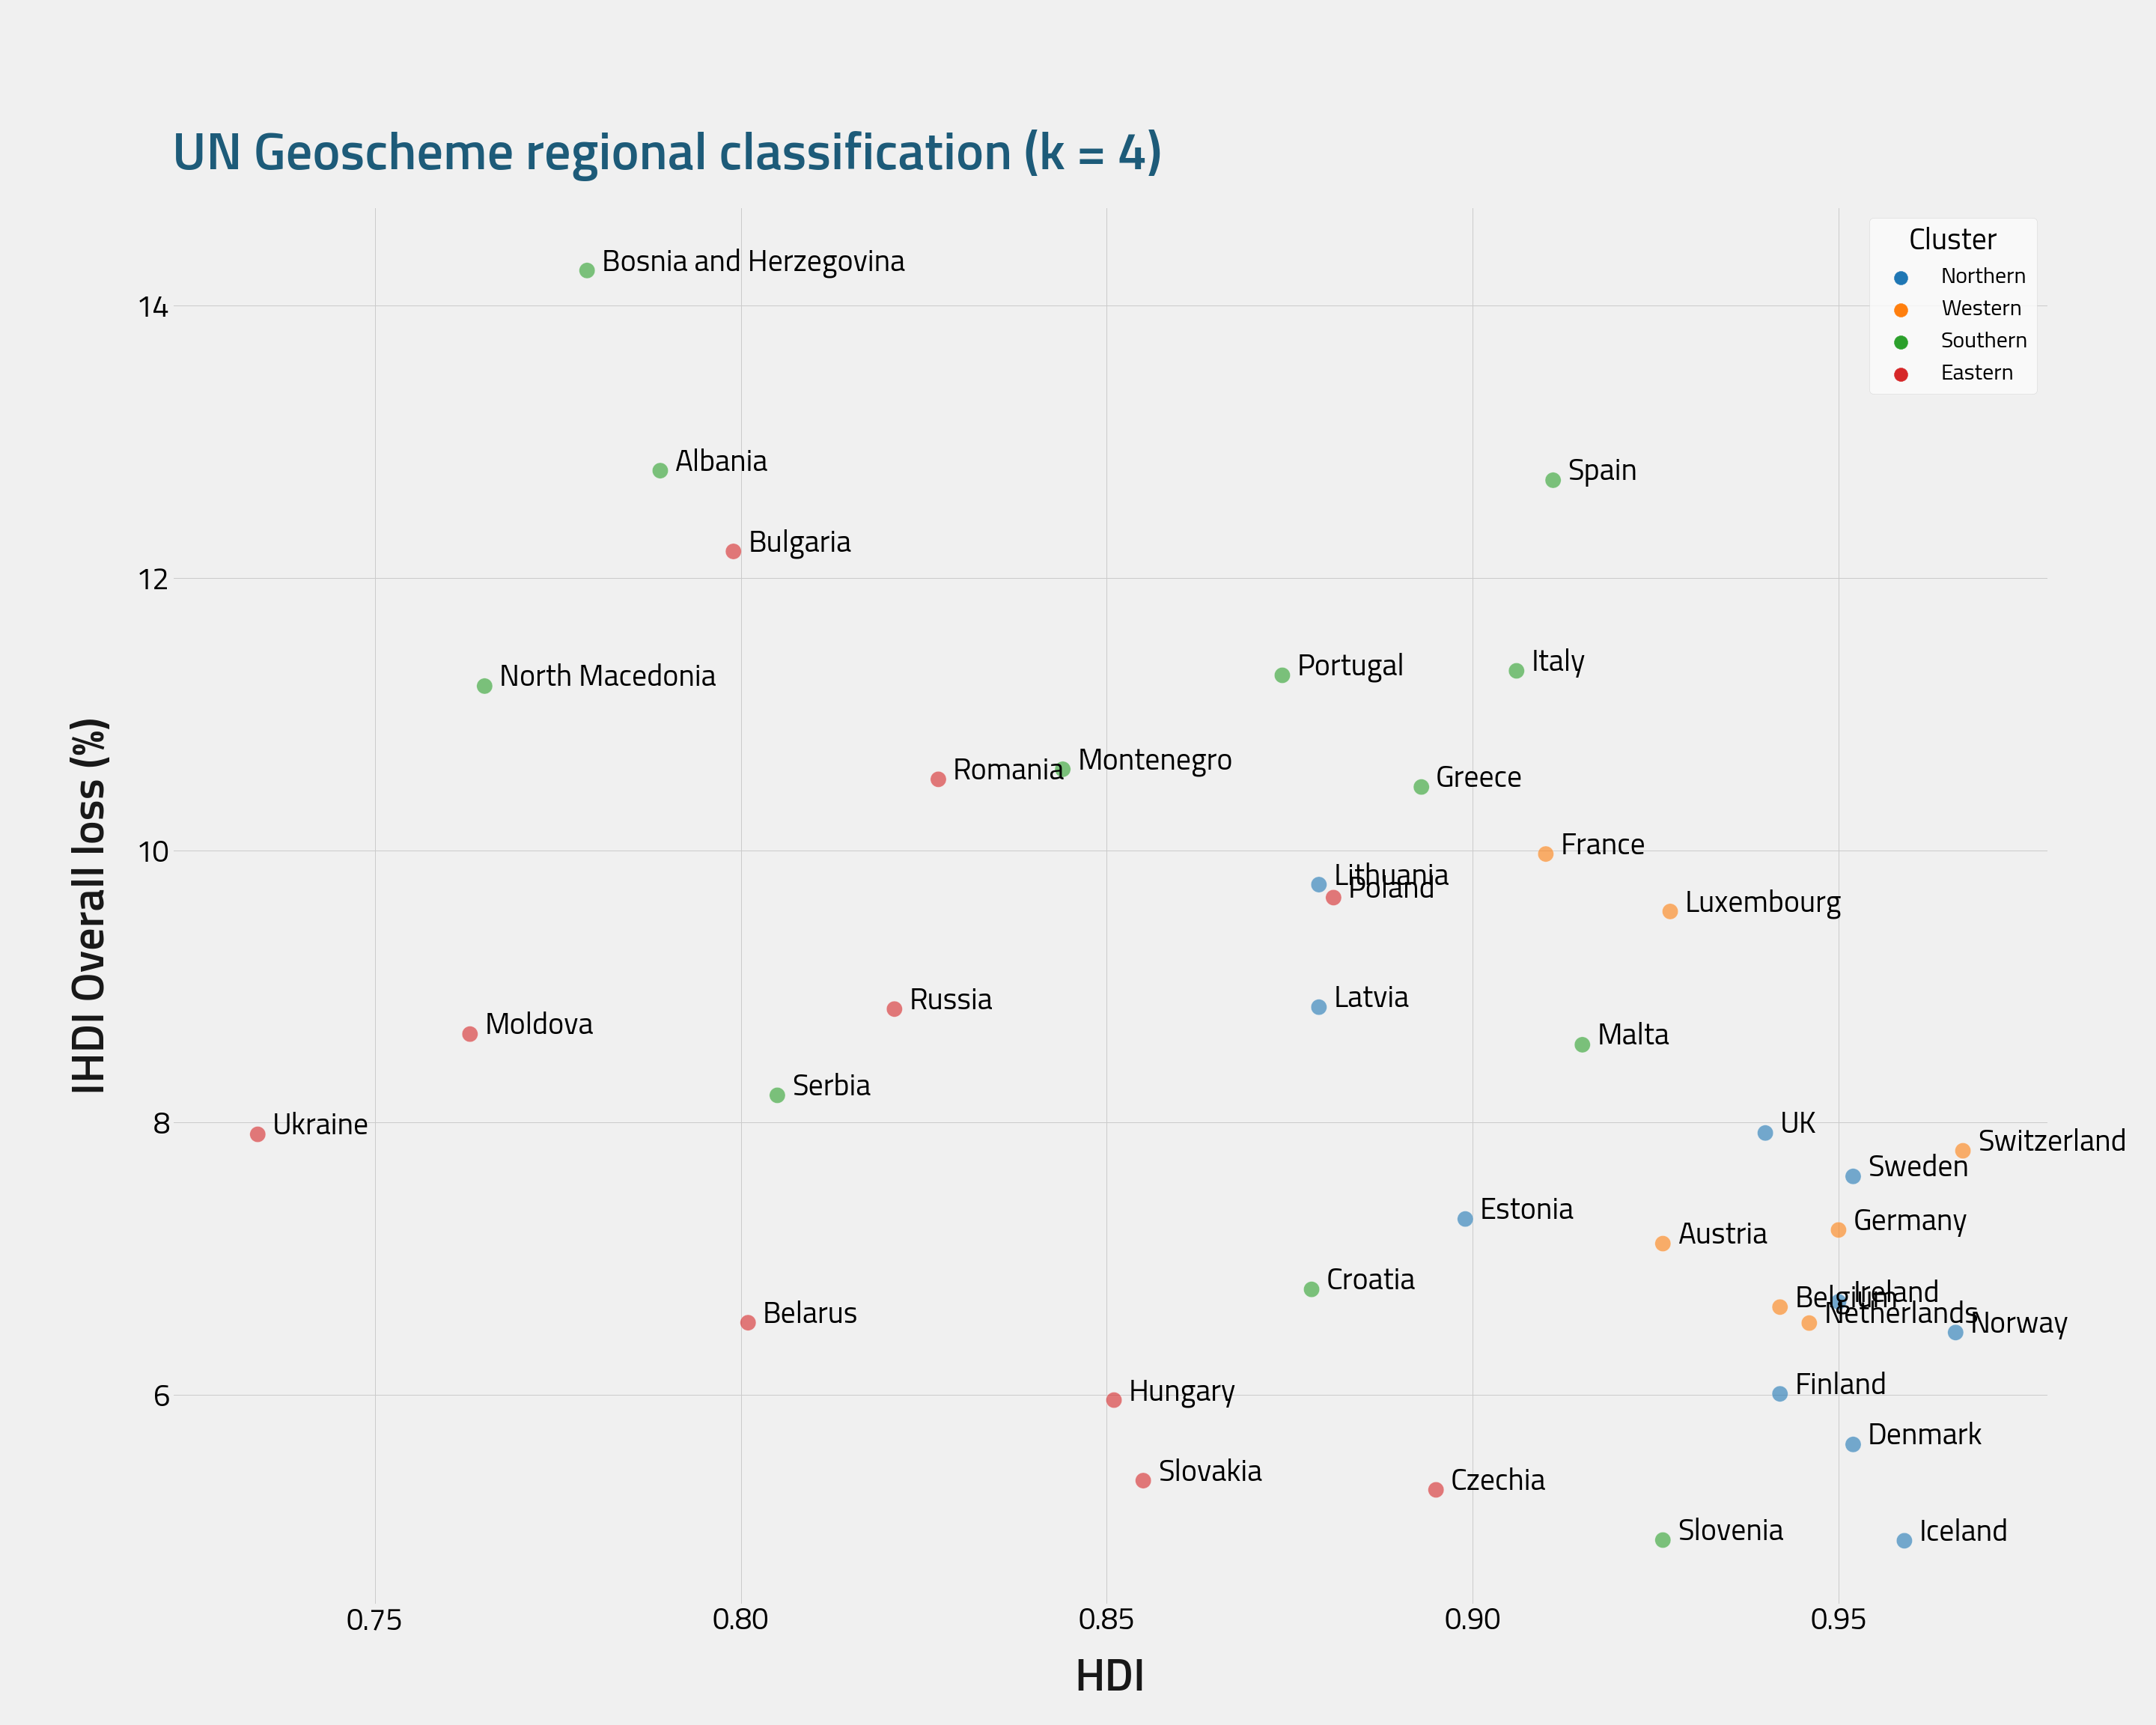 UN Geoscheme regional classification (k = 4)
Cluster
Northern
Western
Southern
Eastern
IHDI Overall loss (%)
14
12
10
8
6
Bosnia and Herzegovina
Albania
Spain
Bulgaria
North Macedonia
Portugal
Italy
Romania
Montenegro
Greece
France
Lithuania
Poland
Luxembourg
Russia
Latvia
Moldova
Malta
Serbia
Ukraine
UK
Switzerland
Sweden
Estonia
Germany
Austria
Croatia
Ireland
Belgium
Netherlands
Belarus
Norway
Finland
Hungary
Denmark
Slovakia
Czechia
Slovenia
Iceland
0.75
0.80
0.85
0.90
0.95
HDI